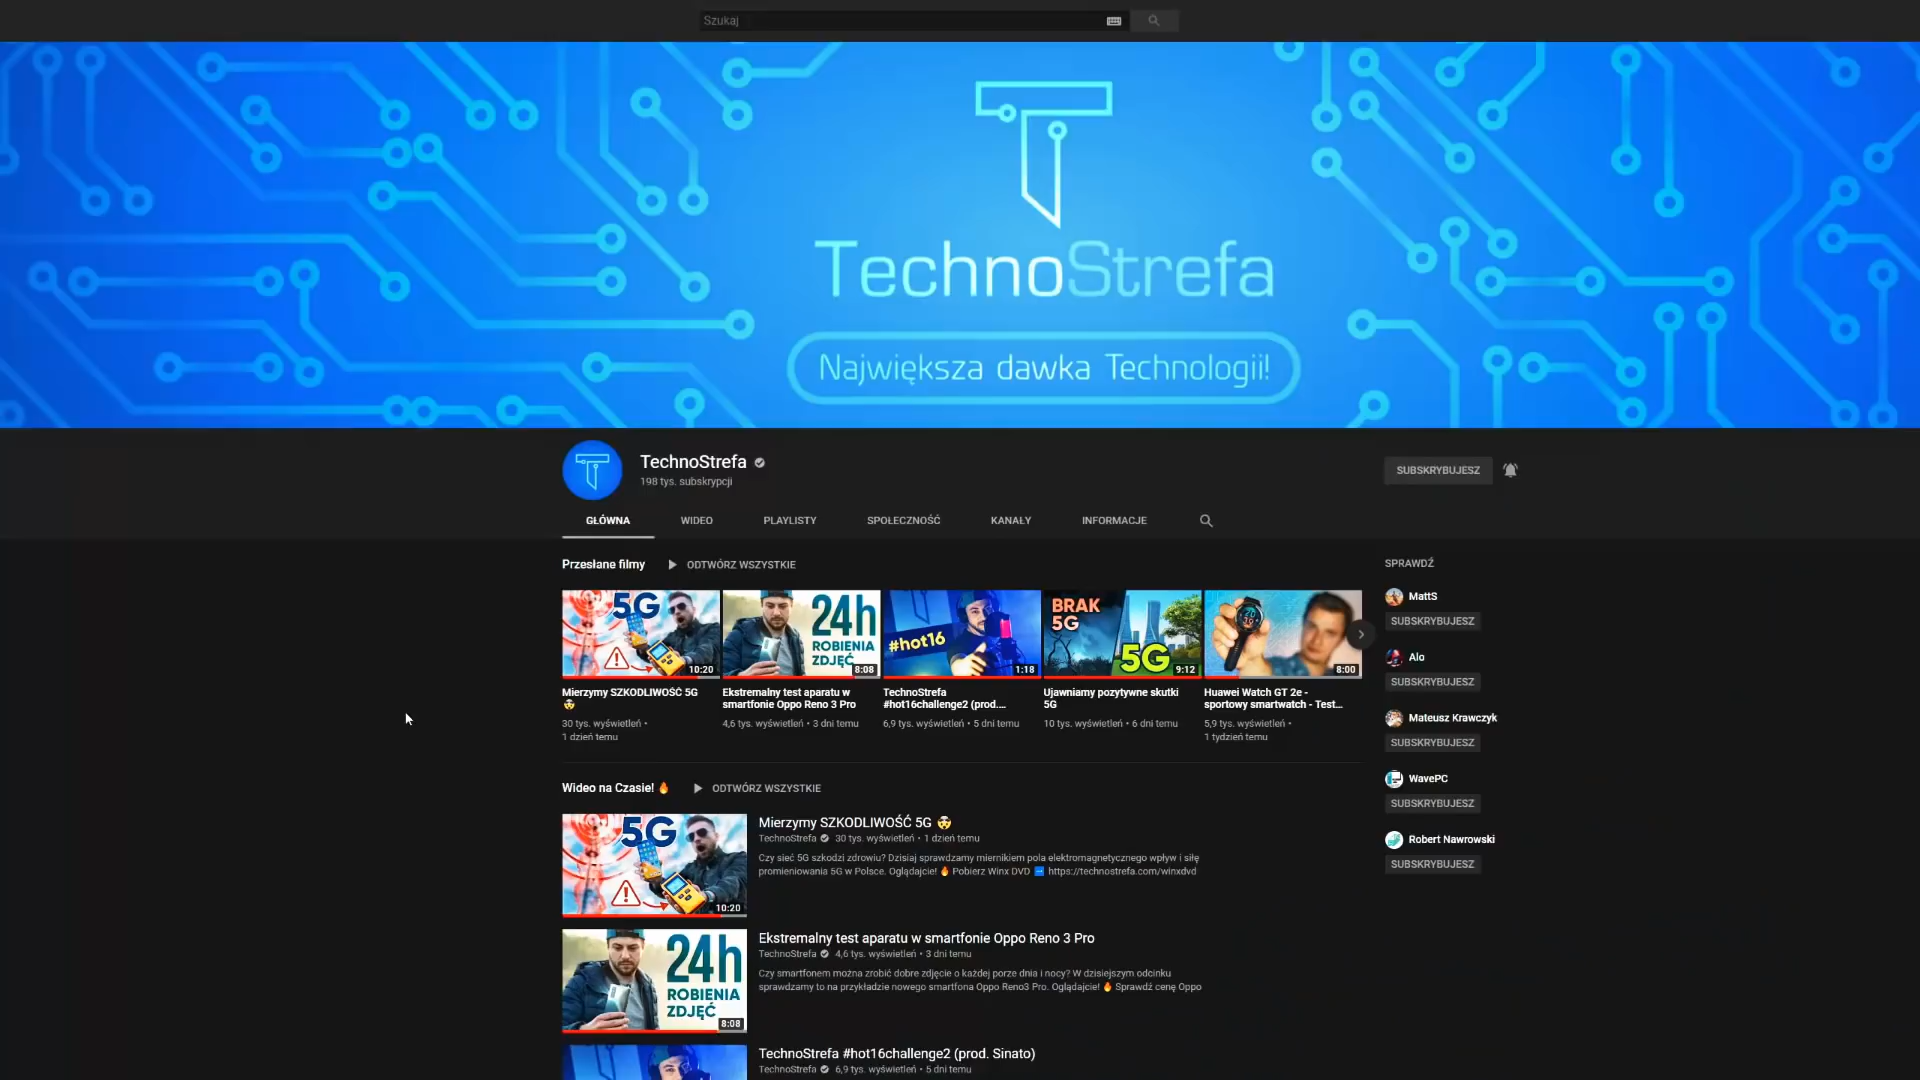 Szukaj
TechnoStrefa
Największa dawka Technologii!
TechnoStrefa
198 tys. subskrypcji
SUBSKRYBUJESZ
GŁÓWNA
WIDEO
PLAYLISTY
SPOŁECZNOŚĆ
KANAŁY
INFORMACJE
Przesłane filmy
ODTWÓRZ WSZYSTKIE
5G
10:20
Mierzymy SZKODLIWOŚĆ 5G
🤯
30 tys. wyświetleń •
1 dzień temu
24h
ROBIENIA
ZDJĘĆ
8:08
Ekstremalny test aparatu w
smartfonie Oppo Reno 3 Pro
4,6 tys. wyświetleń • 3 dni temu
#hot16
1:18
TechnoStrefa
#hot16challenge2 (prod....
6,9 tys. wyświetleń • 5 dni temu
BRAK
5G
5G
9:12
Ujawniamy pozytywne skutki
5G
10 tys. wyświetleń • 6 dni temu
8:00
Huawei Watch GT 2e -
sportowy smartwatch - Test...
5,9 tys. wyświetleń •
1 tydzień temu
SPRAWDŹ
MattS
SUBSKRYBUJESZ
Alo
SUBSKRYBUJESZ
Mateusz Krawczyk
SUBSKRYBUJESZ
WavePC
SUBSKRYBUJESZ
Robert Nawrowski
SUBSKRYBUJESZ
Wideo na Czasie! 🔥
ODTWÓRZ WSZYSTKIE
5G
10:20
Mierzymy SZKODLIWOŚĆ 5G 🤯
TechnoStrefa 30 tys. wyświetleń • 1 dzień temu
Czy sieć 5G szkodzi zdrowiu? Dzisiaj sprawdzamy miernikiem pola elektromagnetycznego wpływ i siłę
promieniowania 5G w Polsce. Oglądajcie! 🔥 Pobierz Winx DVD ➡ https://technostrefa.com/winxdvd
24h
ROBIENIA
ZDJĘĆ
8:08
Ekstremalny test aparatu w smartfonie Oppo Reno 3 Pro
TechnoStrefa 4,6 tys. wyświetleń • 3 dni temu
Czy smartfonem można zrobić dobre zdjęcie o każdej porze dnia i nocy? W dzisiejszym odcinku
sprawdzamy to na przykładzie nowego smartfona Oppo Reno3 Pro. Oglądajcie! 🔥 Sprawdź cenę Oppo
TechnoStrefa #hot16challenge2 (prod. Sinato)
TechnoStrefa 6,9 tys. wyświetleń • 5 dni temu